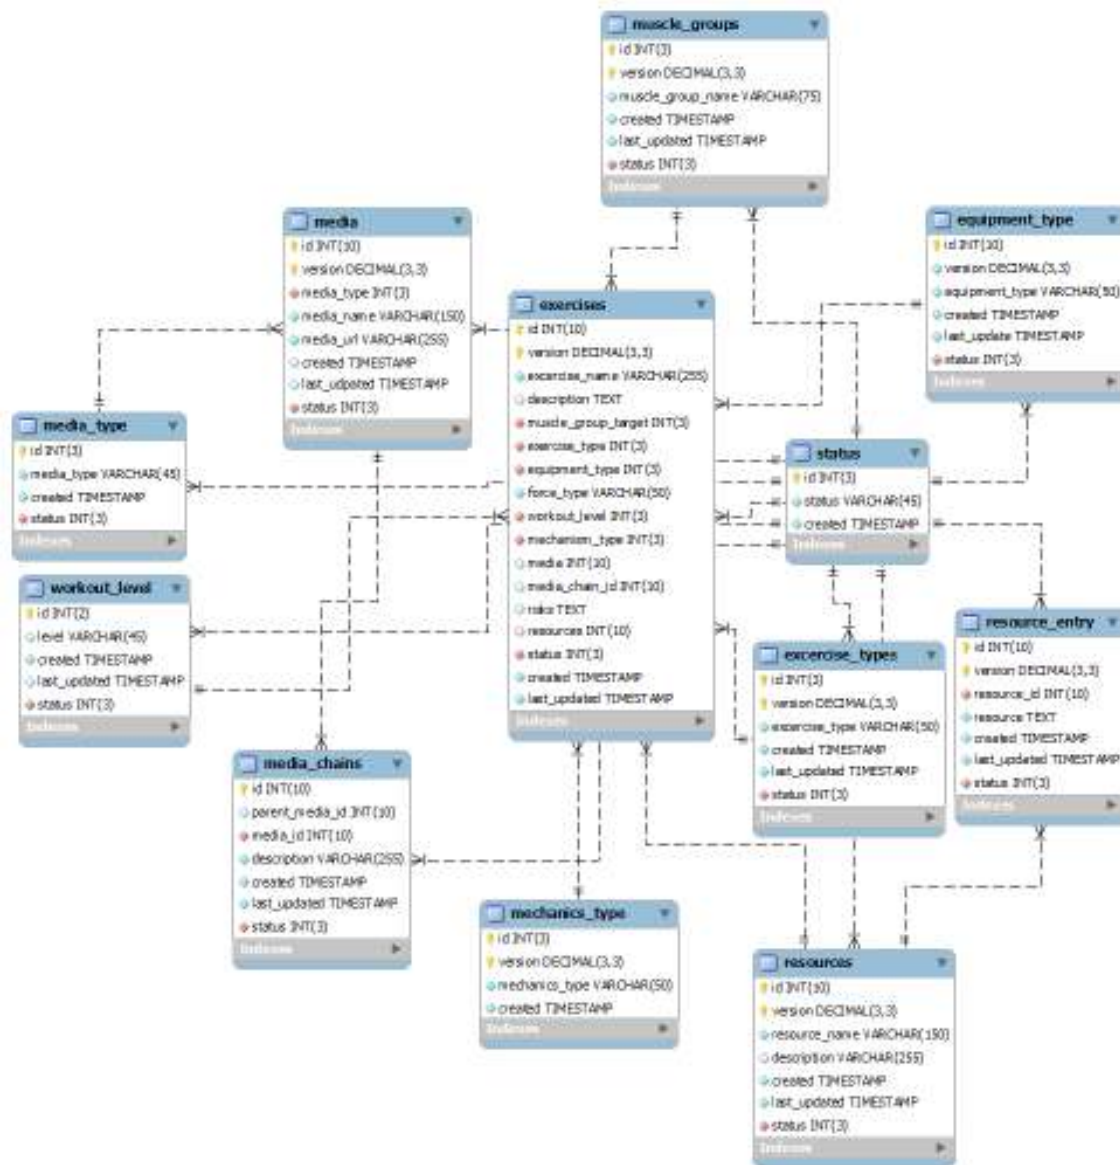 muscle_groups
id INT(3)
version DECIMAL(3,3)
muscle_group_name VARCHAR(75)
created TIMESTAMP
last_updated TIMESTAMP
status INT(3)
Indexes
media
id INT(10)
version DECIMAL(3,3)
media_type INT(3)
media_name VARCHAR(150)
media_url VARCHAR(255)
created TIMESTAMP
last_udpated TIMESTAMP
status INT(3)
Indexes
equipment_type
id INT(10)
version DECIMAL(3,3)
equipment_type VARCHAR(50)
created TIMESTAMP
last_update TIMESTAMP
status INT(3)
Indexes
exercises
id INT(10)
version DECIMAL(3,3)
excercise_name VARCHAR(255)
description TEXT
muscle_group_target INT(3)
exercise_type INT(3)
equipment_type INT(3)
force_type VARCHAR(50)
workout_level INT(3)
mechanism_type INT(3)
media INT(10)
media_chain_id INT(10)
risks TEXT
resources INT(10)
status INT(3)
created TIMESTAMP
last_updated TIMESTAMP
Indexes
media_type
id INT(3)
media_type VARCHAR(45)
created TIMESTAMP
status INT(3)
Indexes
status
id INT(3)
status VARCHAR(45)
created TIMESTAMP
Indexes
workout_level
id INT(2)
level VARCHAR(45)
created TIMESTAMP
last_updated TIMESTAMP
status INT(3)
Indexes
excercise_types
id INT(3)
version DECIMAL(3,3)
excercise_type VARCHAR(50)
created TIMESTAMP
last_updated TIMESTAMP
status INT(3)
Indexes
resource_entry
id INT(10)
version DECIMAL(3,3)
resource_id INT(10)
resource TEXT
created TIMESTAMP
last_updated TIMESTAMP
status INT(3)
Indexes
media_chains
id INT(10)
parent_media_id INT(10)
media_id INT(10)
description VARCHAR(255)
created TIMESTAMP
last_updated TIMESTAMP
status INT(3)
Indexes
mechanics_type
id INT(3)
version DECIMAL(3,3)
mechanics_type VARCHAR(50)
created TIMESTAMP
Indexes
resources
id INT(10)
version DECIMAL(3,3)
resource_name VARCHAR(150)
description VARCHAR(255)
created TIMESTAMP
last_updated TIMESTAMP
status INT(3)
Indexes